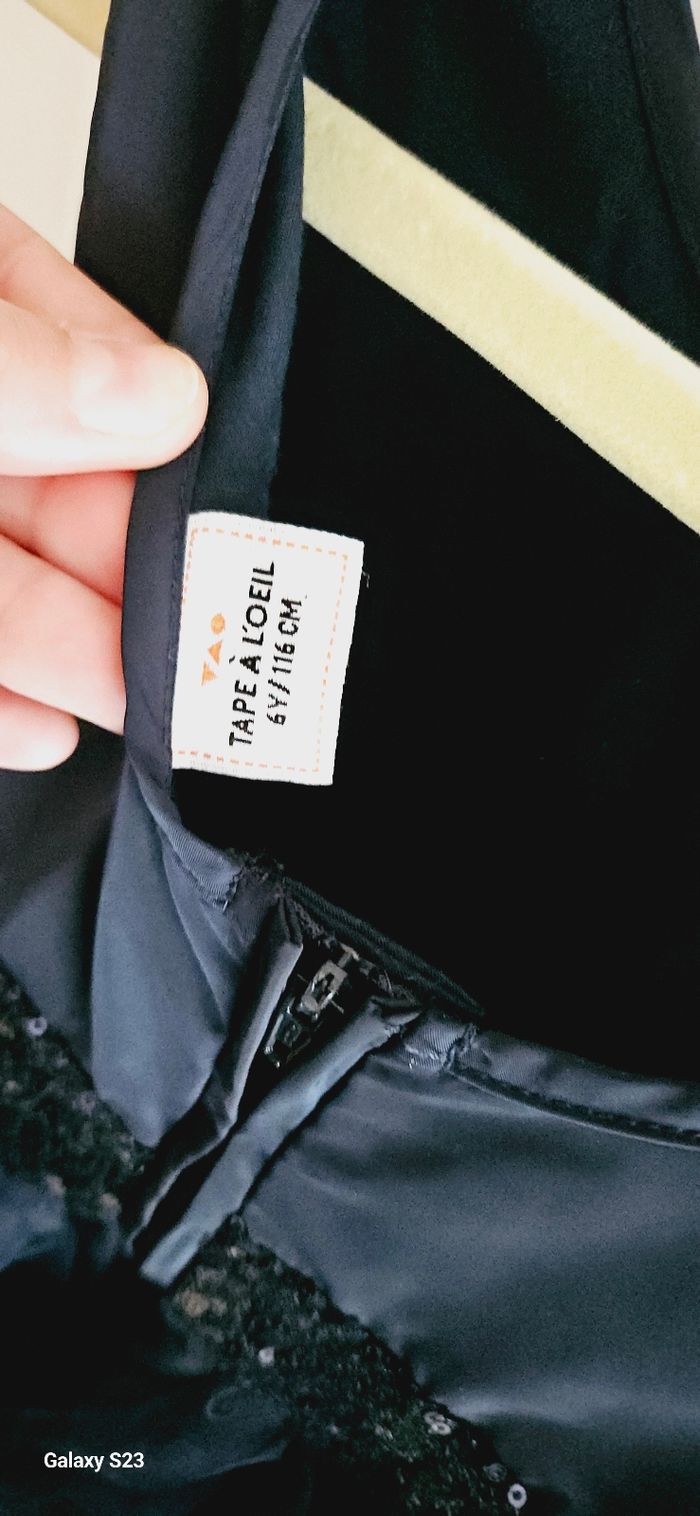 TAO
TAPE À L'OEIL
6Y/116 CM
Galaxy S23